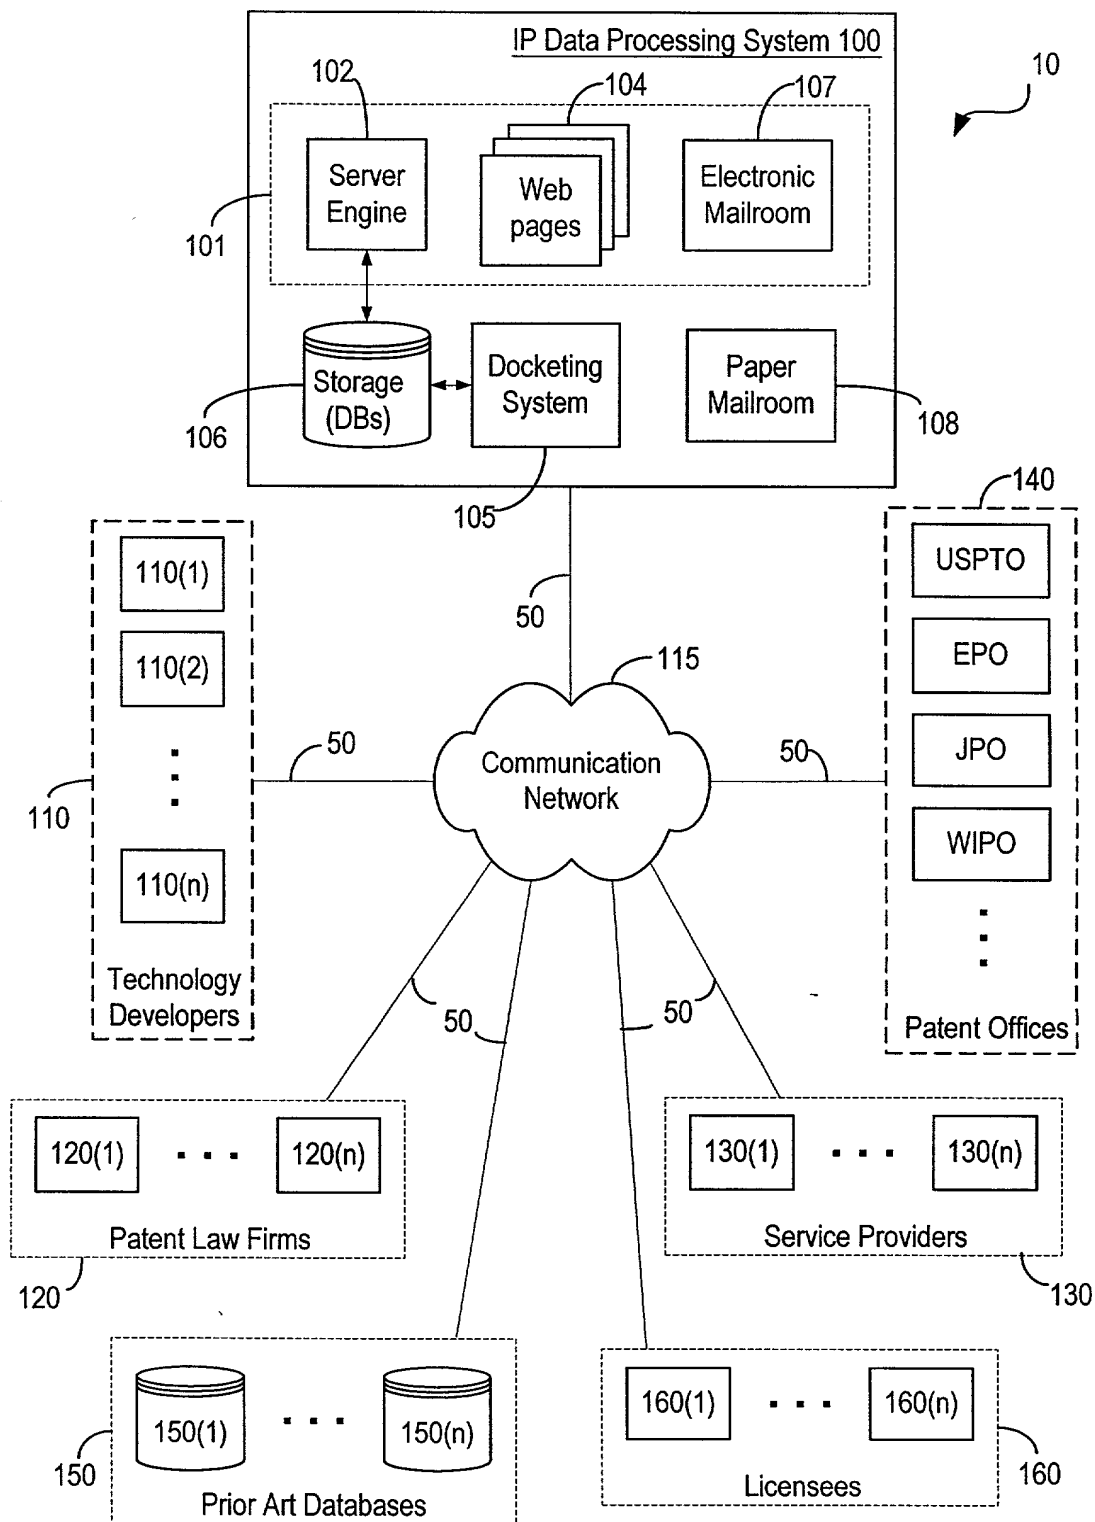 IP Data Processing System 100
10
102
104
107
Server
Engine
Web
pages
Electronic
Mailroom
101
Storage
(DBs)
Docketing
System
Paper
Mailroom
106
105
108
140
110(1)
110(2)
110(n)
Technology
Developers
110
50
115
Communication
Network
50
50
USPTO
EPO
JPO
WIPO
Patent Offices
50
50
120(1)
120(n)
Patent Law Firms
120
130(1)
130(n)
Service Providers
130
150(1)
150(n)
Prior Art Databases
150
160(1)
160(n)
Licensees
160